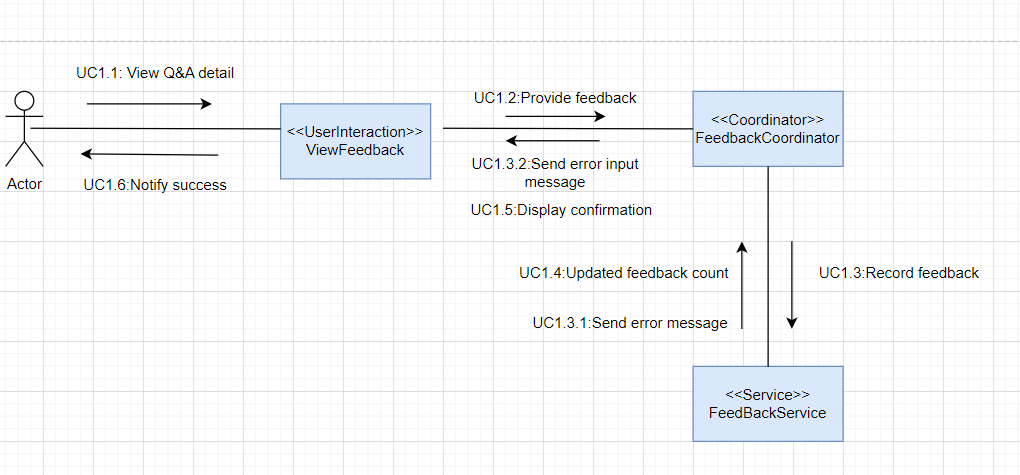 UC1.1: View Q&A detail
UC1.2:Provide feedback
<<UserInteraction>>
ViewFeedback
<<Coordinator>>
FeedbackCoordinator
Actor
UC1.6:Notify success
UC1.3.2:Send error input
message
UC1.5:Display confirmation
UC1.4:Updated feedback count
UC1.3:Record feedback
UC1.3.1:Send error message
<<Service>>
FeedBackService